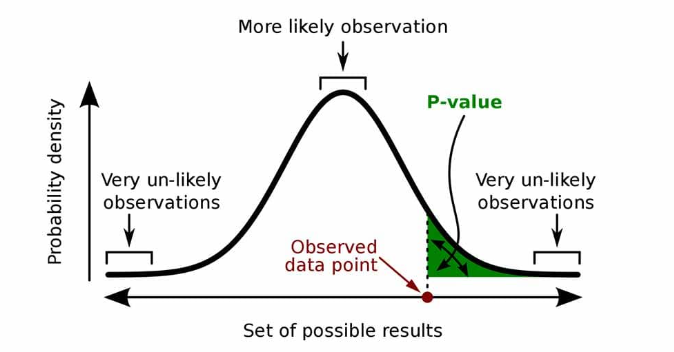 More likely observation
P-value
Very un-likely
observations
Very un-likely
observations
Observed
data point
Probability density
Set of possible results